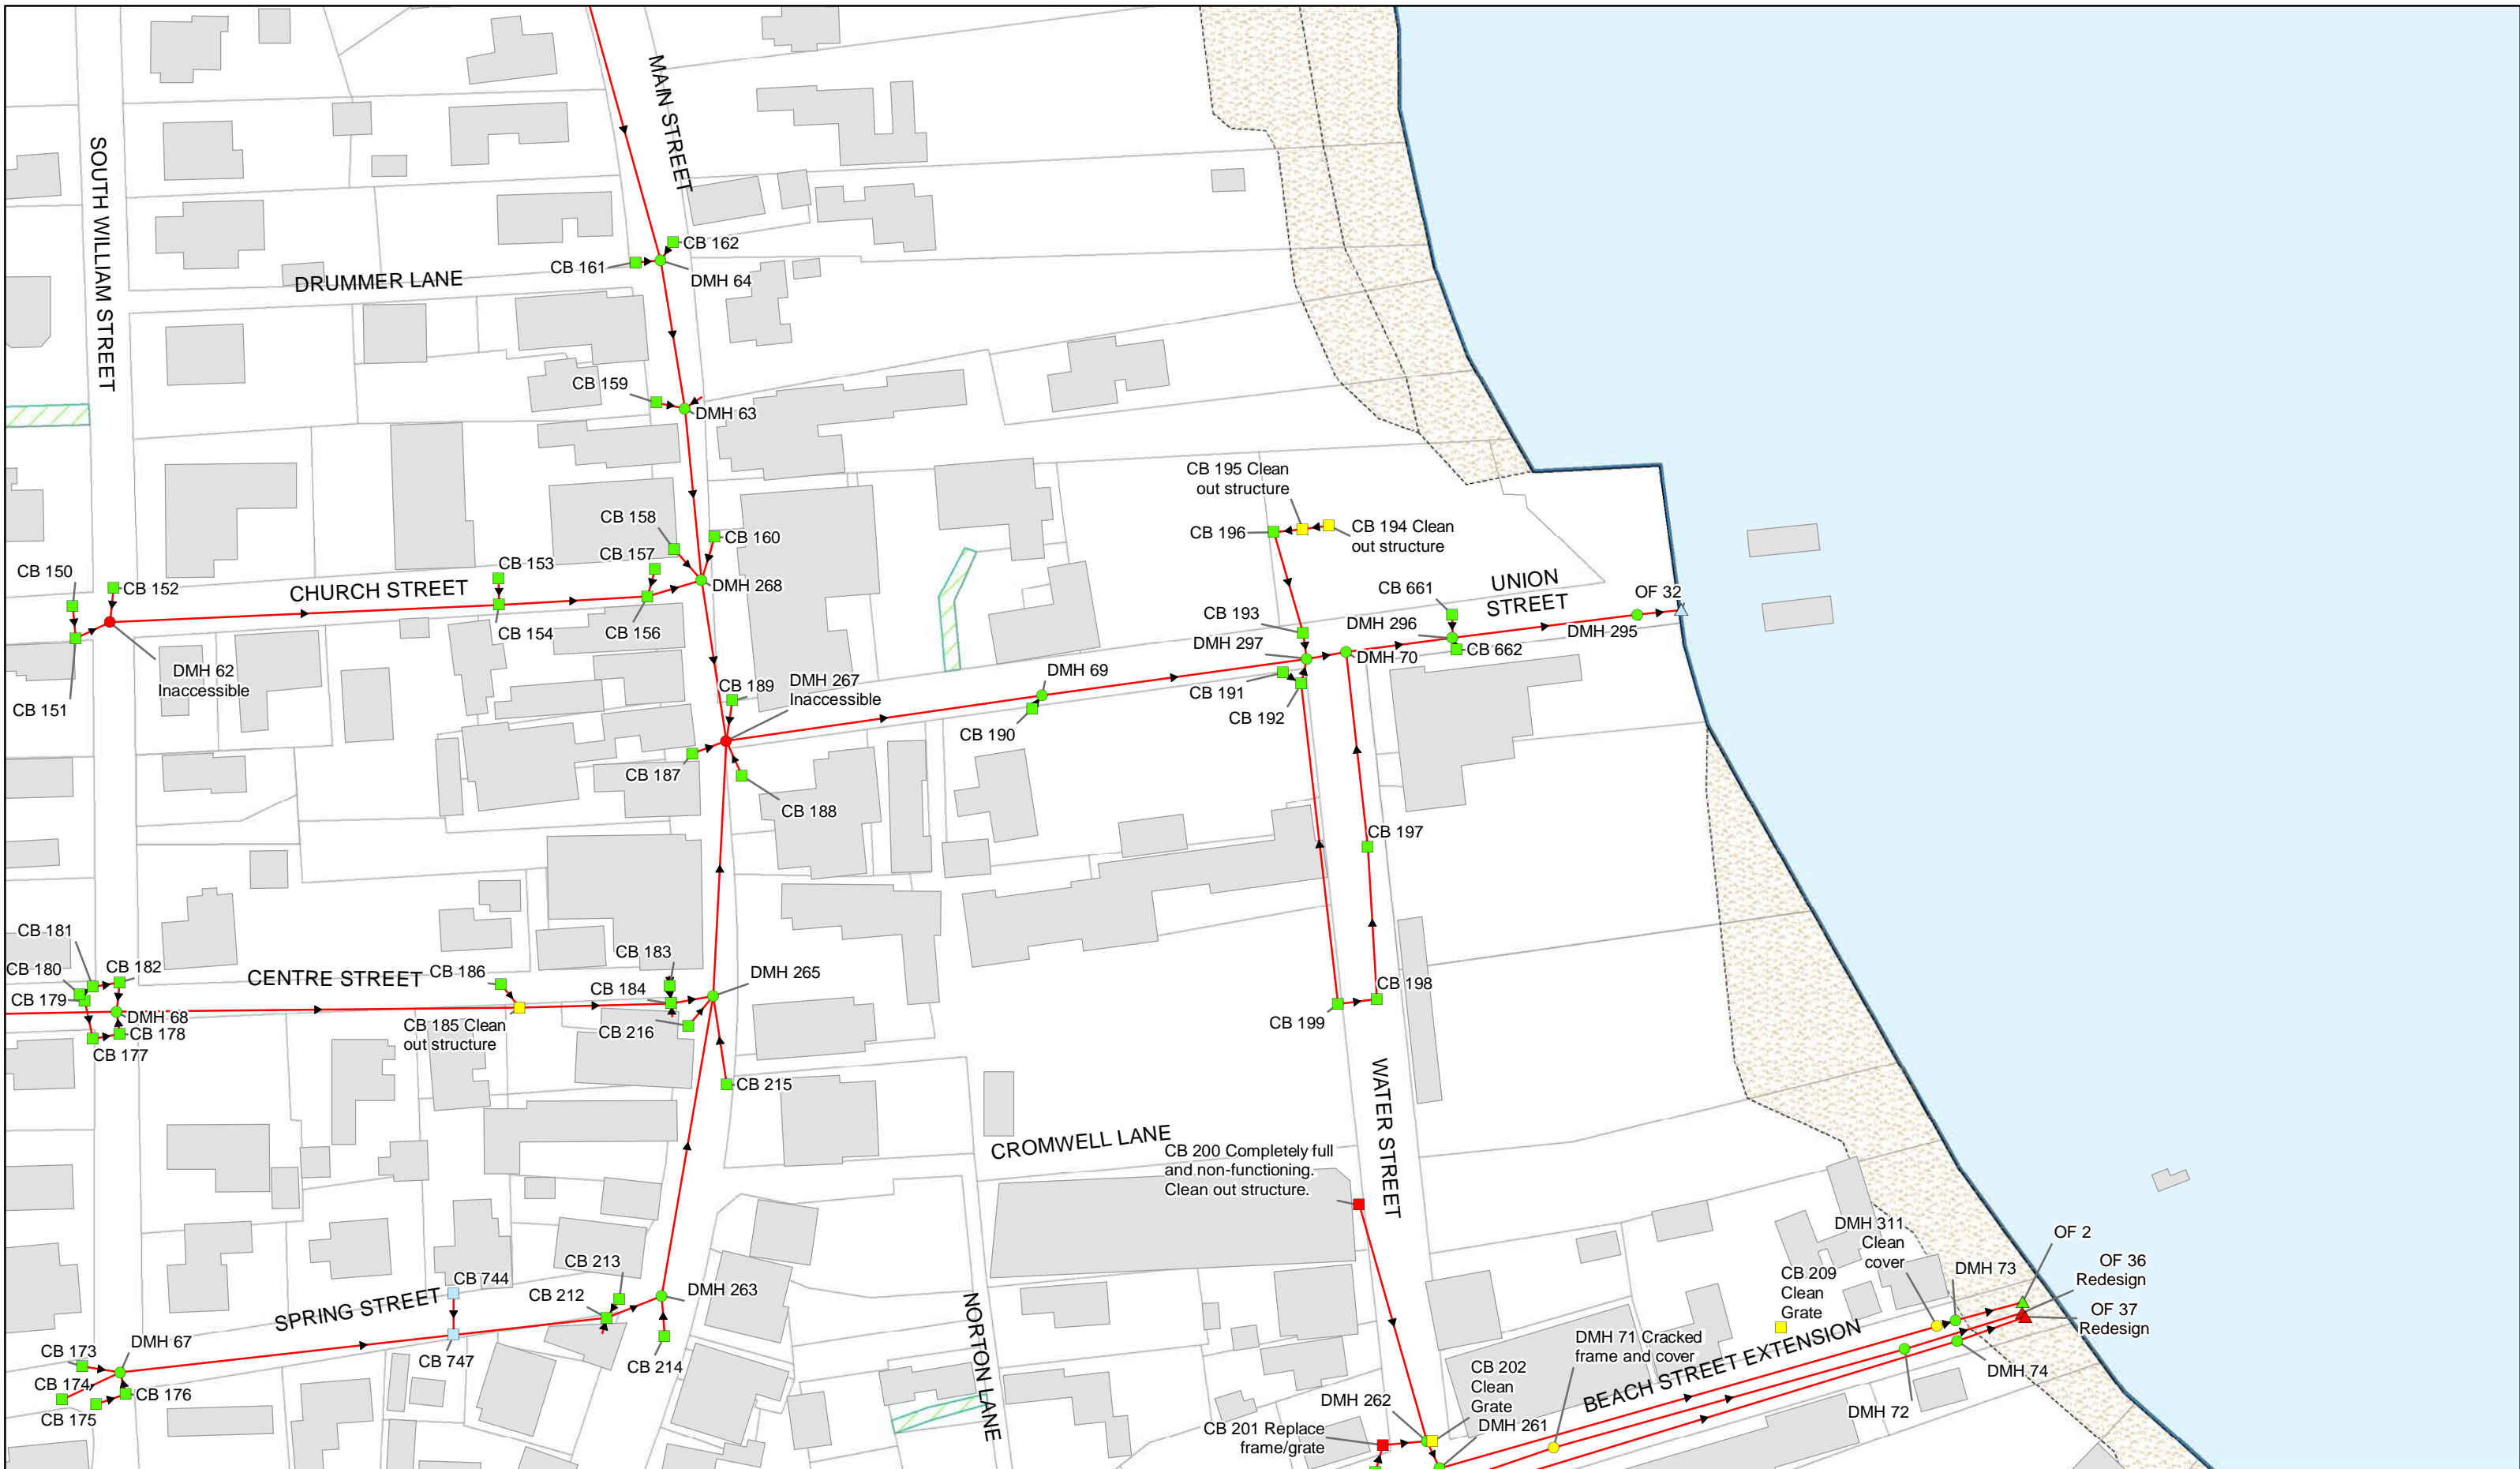 MAIN STREET
SOUTH WILLIAM STREET
CB 162
CB 161
DMH 64
DRUMMER LANE
CB 159
DMH 63
CB 195 Clean
out structure
CB 158
CB 160
CB 196
CB 194 Clean
out structure
CB 157
CB 150
CB 153
CB 152
DMH 268
CHURCH STREET
UNION
STREET
CB 661
OF 32
CB 193
CB 154
CB 156
DMH 296
DMH 295
DMH 297
CB 662
DMH 70
DMH 62
Inaccessible
DMH 69
DMH 267
Inaccessible
CB 189
CB 191
CB 151
CB 192
CB 190
CB 187
CB 188
CB 197
CB 181
CB 183
CB 180
CB 182
CENTRE STREET
CB 186
DMH 265
CB 179
CB 184
CB 198
DMH 68
CB 185 Clean
out structure
CB 178
CB 216
CB 199
CB 177
CB 215
WATER STREET
CROMWELL LANE
CB 200 Completely full
and non-functioning.
Clean out structure.
DMH 311
Clean
cover
OF 2
OF 36
Redesign
CB 213
CB 744
DMH 263
CB 209
Clean
Grate
DMH 73
CB 212
SPRING STREET
NORTON LANE
OF 37
Redesign
DMH 67
DMH 71 Cracked
frame and cover
BEACH STREET EXTENSION
CB 173
CB 747
CB 214
CB 202
Clean
Grate
DMH 74
CB 174
CB 176
DMH 262
DMH 72
CB 175
CB 201 Replace
frame/grate
DMH 261